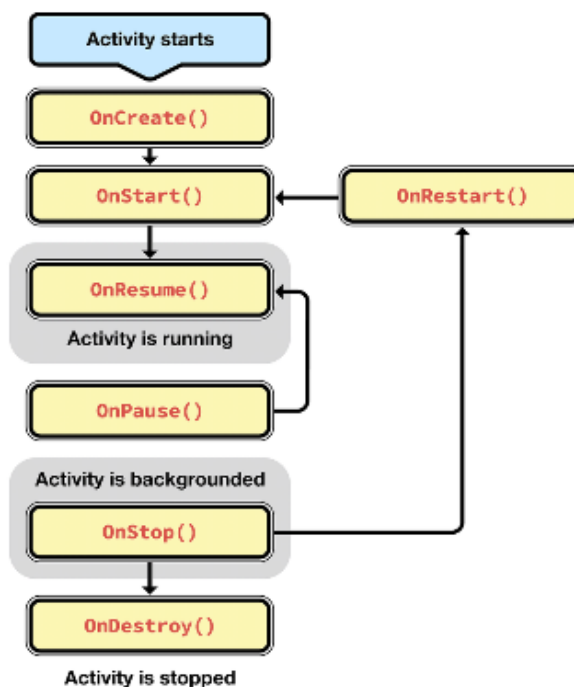 Activity starts
OnCreate()
OnStart()
OnRestart()
OnResume()
Activity is running
OnPause()
Activity is backgrounded
OnStop()
OnDestroy()
Activity is stopped